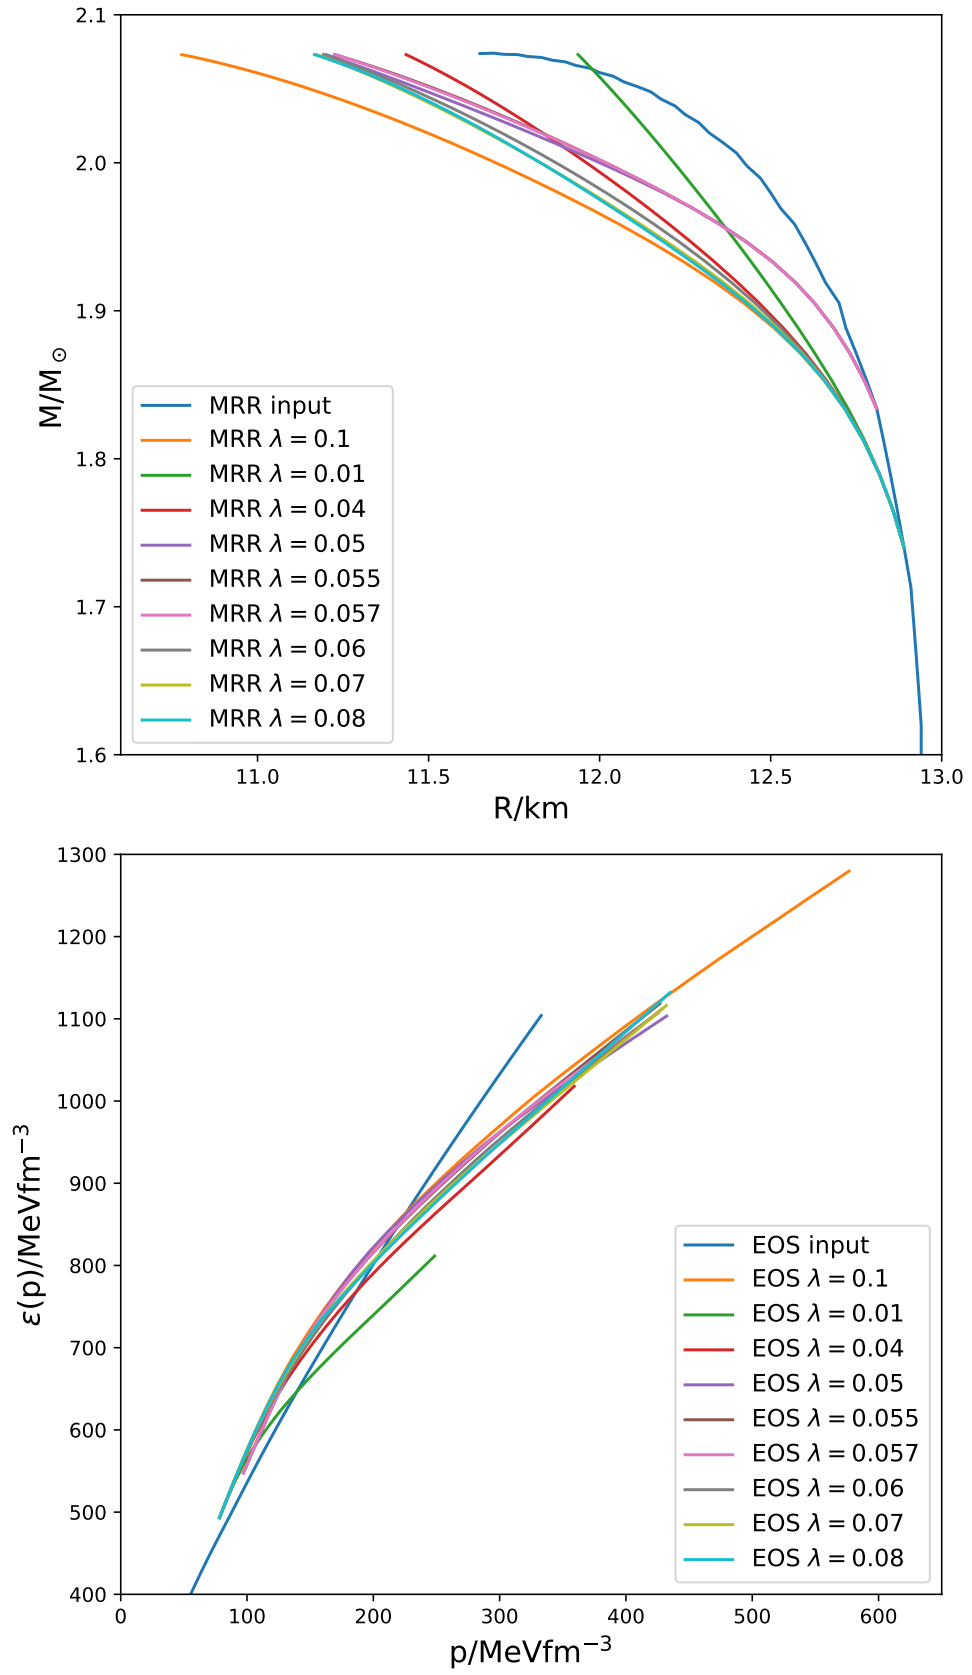 2.1
2.0
1.9
1.8
1.7
1.6
M/M⊙
MRR input
MRR λ = 0.1
MRR λ = 0.01
MRR λ = 0.04
MRR λ = 0.05
MRR λ = 0.055
MRR λ = 0.057
MRR λ = 0.06
MRR λ = 0.07
MRR λ = 0.08
11.0 11.5 12.0 12.5 13.0
R/km
1300
1200
1100
1000
900
800
700
600
500
400
ε(p)/MeVfm⁻³
EOS input
EOS λ = 0.1
EOS λ = 0.01
EOS λ = 0.04
EOS λ = 0.05
EOS λ = 0.055
EOS λ = 0.057
EOS λ = 0.06
EOS λ = 0.07
EOS λ = 0.08
0 100 200 300 400 500 600
p/MeVfm⁻³